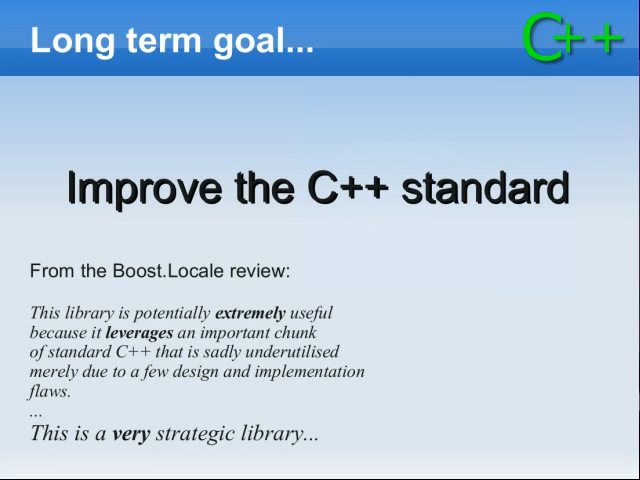 Long term goal...
C++
Improve the C++ standard
From the Boost.Locale review:
This library is potentially extremely useful
because it leverages an important chunk
of standard C++ that is sadly underutilised
merely due to a few design and implementation
flaws.
...
This is a very strategic library...